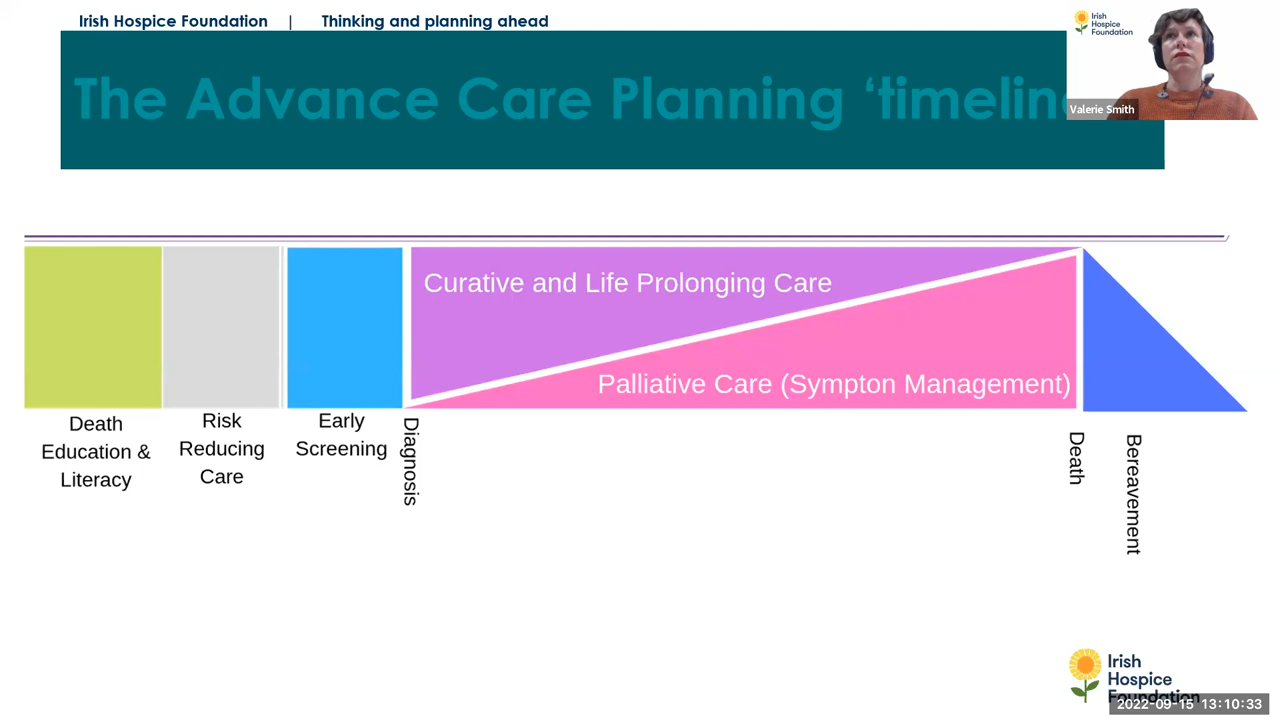 Irish Hospice Foundation | Thinking and planning ahead
Irish
Hospice
Foundation
The Advance Care Planning ‘timelin
Valerie Smith
Curative and Life Prolonging Care
Palliative Care (Sympton Management)
Death
Education &
Literacy
Risk
Reducing
Care
Early
Screening
Diagnosis
Death
Bereavement
Irish
Hospice
Foundation
2022-09-15 13:10:33